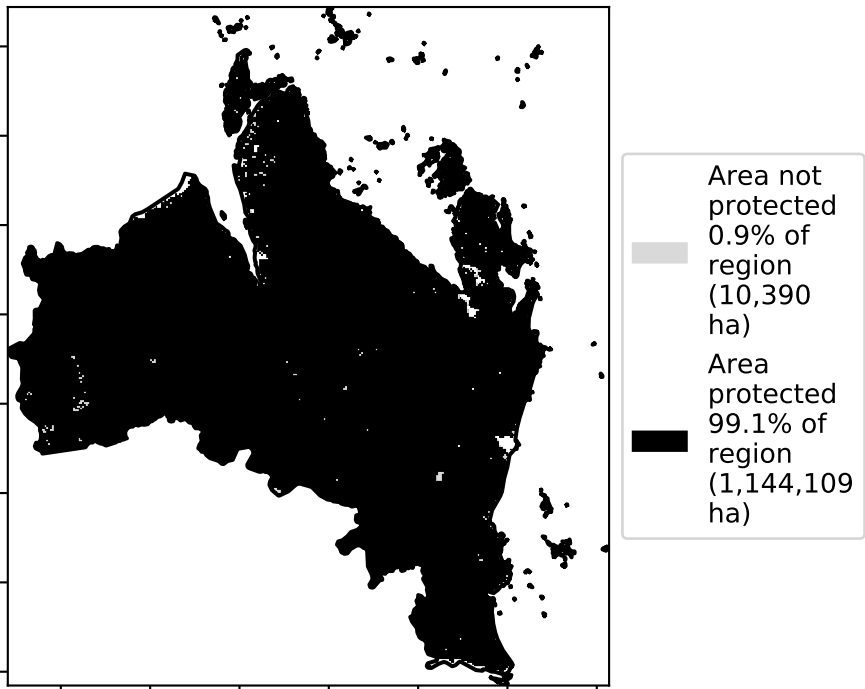 Area not
protected
0.9% of
region
(10,390
ha)
Area
protected
99.1% of
region
(1,144,109
ha)